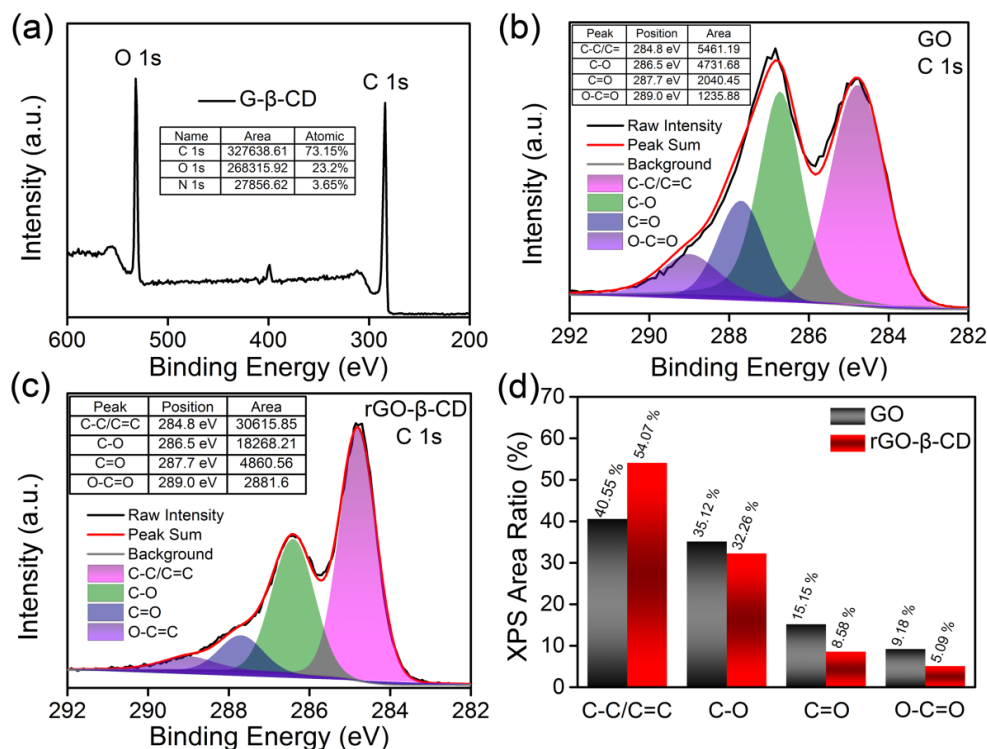 (a)
Intensity (a.u.)
O 1s
C 1s
G-β-CD
Name Area Atomic
C 1s 327638.61 73.15%
O 1s 268315.92 23.2%
N 1s 27856.62 3.65%
600 500 400 300 200
Binding Energy (eV)
(b)
Intensity (a.u.)
Peak Position Area
C-C/C= 284.8 eV 5461.19
C-O 286.5 eV 4731.68
C=O 287.7 eV 2040.45
O-C=O 289.0 eV 1235.88
GO
C 1s
Raw Intensity
Peak Sum
Background
C-C/C=C
C-O
C=O
O-C=O
292 290 288 286 284 282
Binding Energy (eV)
(c)
Intensity (a.u.)
Peak Position Area
C-C/C=C 284.8 eV 30615.85
C-O 286.5 eV 18268.21
C=O 287.7 eV 4860.56
O-C=O 289.0 eV 2881.6
rGO-β-CD
C 1s
Raw Intensity
Peak Sum
Background
C-C/C=C
C-O
C=O
O-C=C
292 290 288 286 284 282
Binding Energy (eV)
(d)
XPS Area Ratio (%)
70
60
50
40
30
20
10
0
GO
rGO-β-CD
40.55 %
54.07 %
35.12 %
32.26 %
15.15 %
8.58 %
9.18 %
5.09 %
C-C/C=C C-O C=O O-C=O